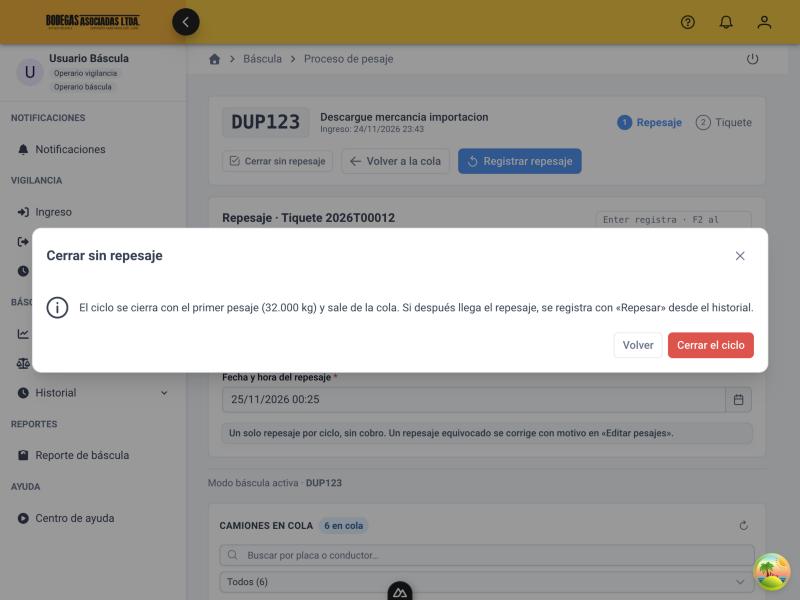 BODEGAS ASOCIADAS LTDA.
Usuario Báscula
U
Operario vigilancia
Operario báscula
NOTIFICACIONES
Notificaciones
VIGILANCIA
Ingreso
BÁSC
Historial
REPORTES
Reporte de báscula
AYUDA
Centro de ayuda
Báscula
Proceso de pesaje
DUP123
Descargue mercancia importacion
Ingreso: 24/11/2026 23:43
1 Repesaje
2 Tiquete
Cerrar sin repesaje
Volver a la cola
Registrar repesaje
Repesaje · Tiquete 2026T00012
Enter registra · F2 al
Cerrar sin repesaje
El ciclo se cierra con el primer pesaje (32.000 kg) y sale de la cola. Si después llega el repesaje, se registra con «Repesar» desde el historial.
Volver
Cerrar el ciclo
Fecha y hora del repesaje *
25/11/2026 00:25
Un solo repesaje por ciclo, sin cobro. Un repesaje equivocado se corrige con motivo en «Editar pesajes».
Modo báscula activa · DUP123
CAMIONES EN COLA
6 en cola
Buscar por placa o conductor...
Todos (6)